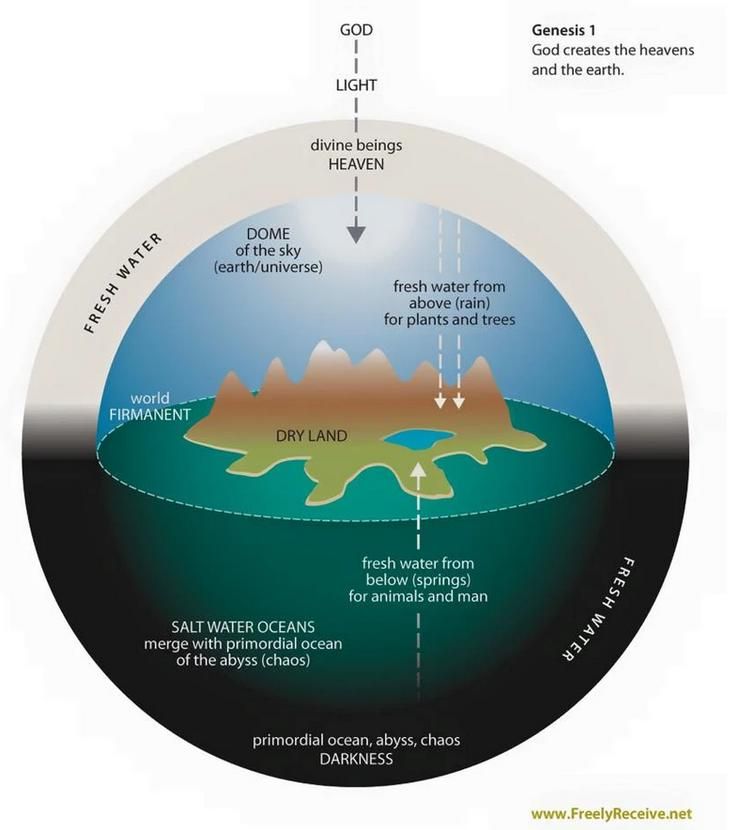 GOD
LIGHT
Genesis 1
God creates the heavens
and the earth.
divine beings
HEAVEN
FRESH WATER
DOME
of the sky
(earth/universe)
fresh water from
above (rain)
for plants and trees
world
FIRMANENT
DRY LAND
fresh water from
below (springs)
for animals and man
FRESH WATER
SALT WATER OCEANS
merge with primordial ocean
of the abyss (chaos)
primordial ocean, abyss, chaos
DARKNESS
www.FreelyReceive.net